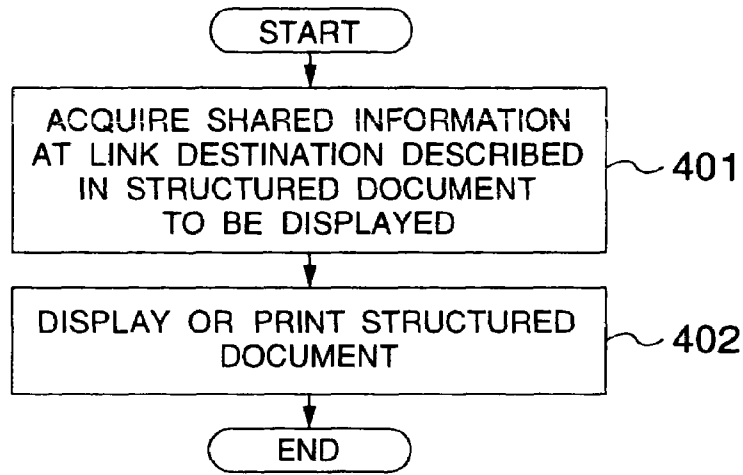 START
ACQUIRE SHARED INFORMATION
AT LINK DESTINATION DESCRIBED
IN STRUCTURED DOCUMENT
TO BE DISPLAYED
401
DISPLAY OR PRINT STRUCTURED
DOCUMENT
402
END